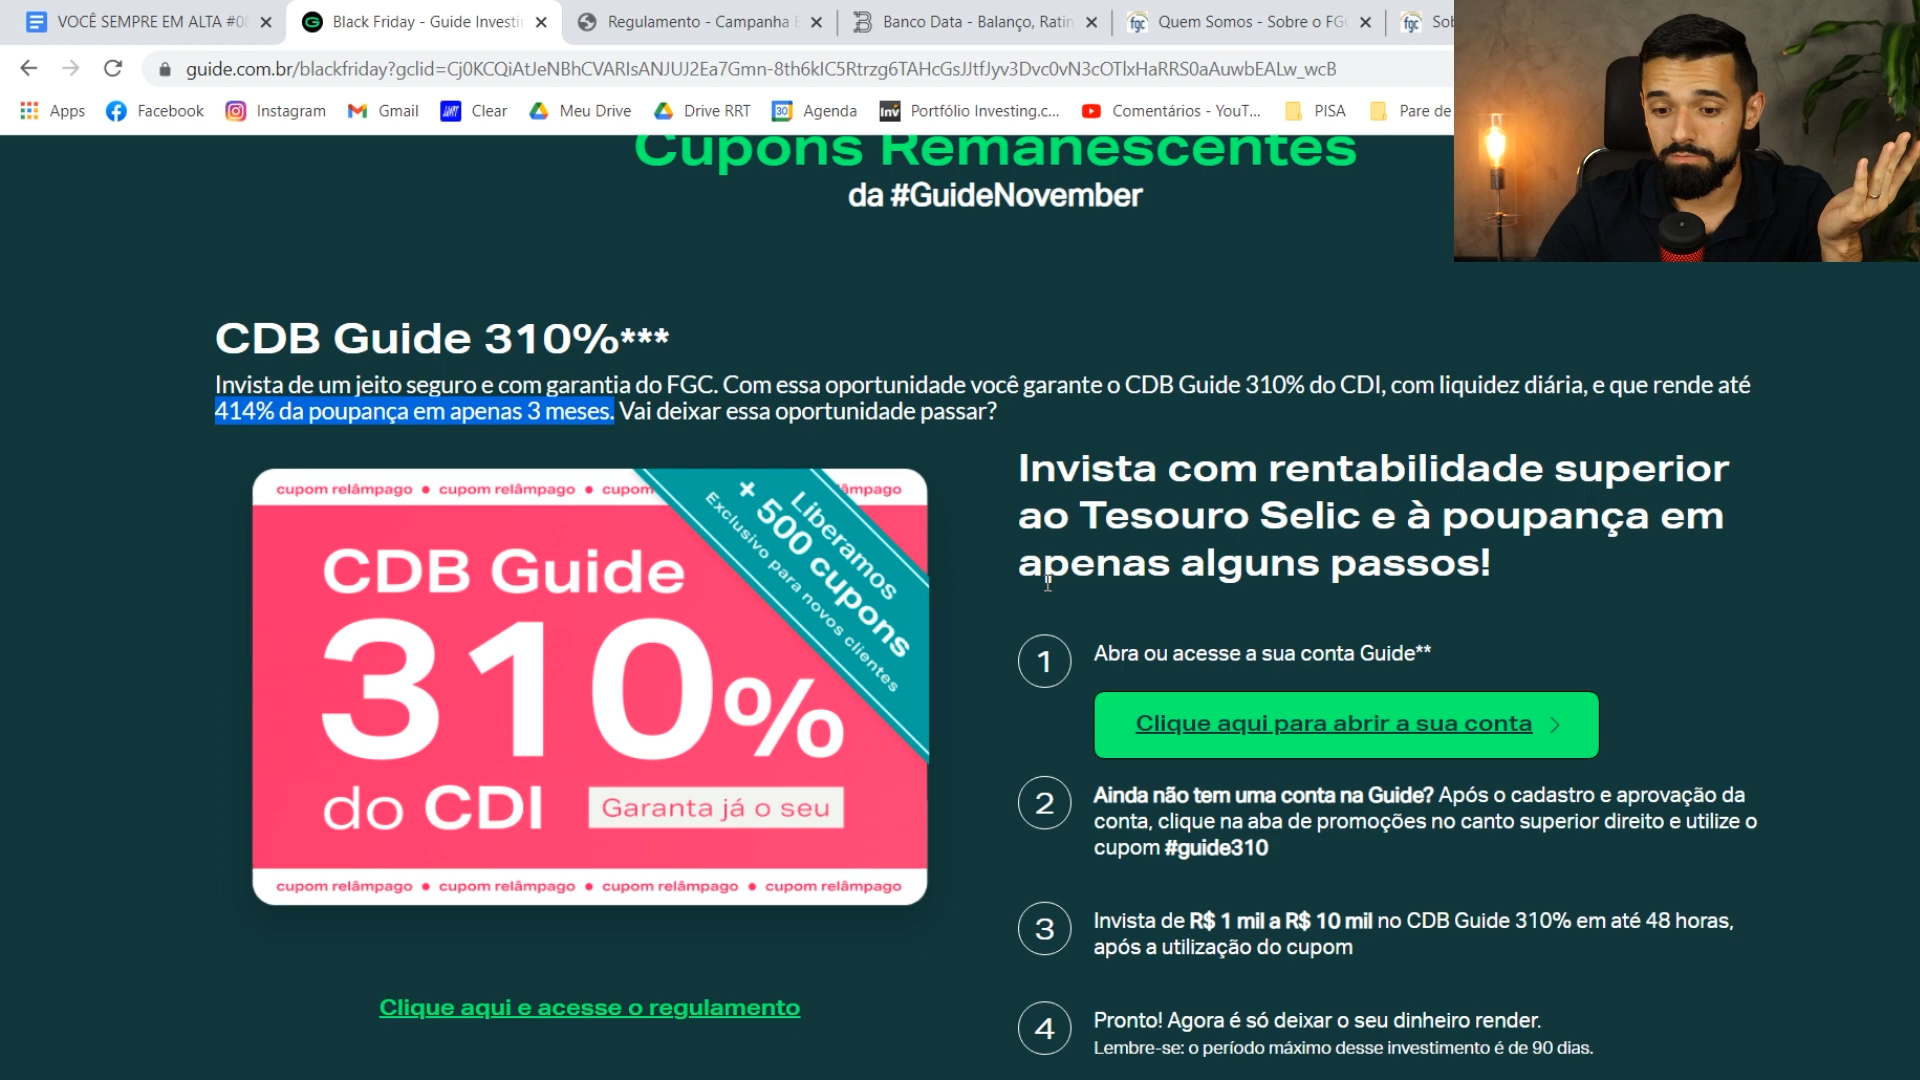 VOCÊ SEMPRE EM ALTA #08
Black Friday - Guide Investi
Regulamento - Campanha
Banco Data - Balanço, Ratin
Quem Somos - Sobre o FG
guide.com.br/blackfriday?gclid=Cj0KCQiAtJeNBhCVARIsANJUJ2Ea7Gmn-8th6kIC5Rtrzg6TAHcGsJJtfJyv3Dvc0vN3cOTlxHaRRS0aAuwbEALw_wcB
Apps
Facebook
Instagram
Gmail
Clear
Meu Drive
Drive RRT
30
Agenda
Inv
Portfólio Investing.c...
Comentários - YouT...
PISA
Pare de
Cupons Remanescentes
da #GuideNovember
CDB Guide 310%***
Invista de um jeito seguro e com garantia do FGC. Com essa oportunidade você garante o CDB Guide 310% do CDI, com liquidez diária, e que rende até
414% da poupança em apenas 3 meses. Vai deixar essa oportunidade passar?
cupom relâmpago • cupom relâmpago • cupom
Liberamos
+ 500 cupons
Exclusivo para novos clientes
CDB Guide
310%
do CDI
Garanta já o seu
cupom relâmpago • cupom relâmpago • cupom relâmpago • cupom relâmpago
Clique aqui e acesse o regulamento
Invista com rentabilidade superior
ao Tesouro Selic e à poupança em
apenas alguns passos!
1
Abra ou acesse a sua conta Guide**
Clique aqui para abrir a sua conta >
2
Ainda não tem uma conta na Guide? Após o cadastro e aprovação da
conta, clique na aba de promoções no canto superior direito e utilize o
cupom #guide310
3
Invista de R$ 1 mil a R$ 10 mil no CDB Guide 310% em até 48 horas,
após a utilização do cupom
4
Pronto! Agora é só deixar o seu dinheiro render.
Lembre-se: o período máximo desse investimento é de 90 dias.